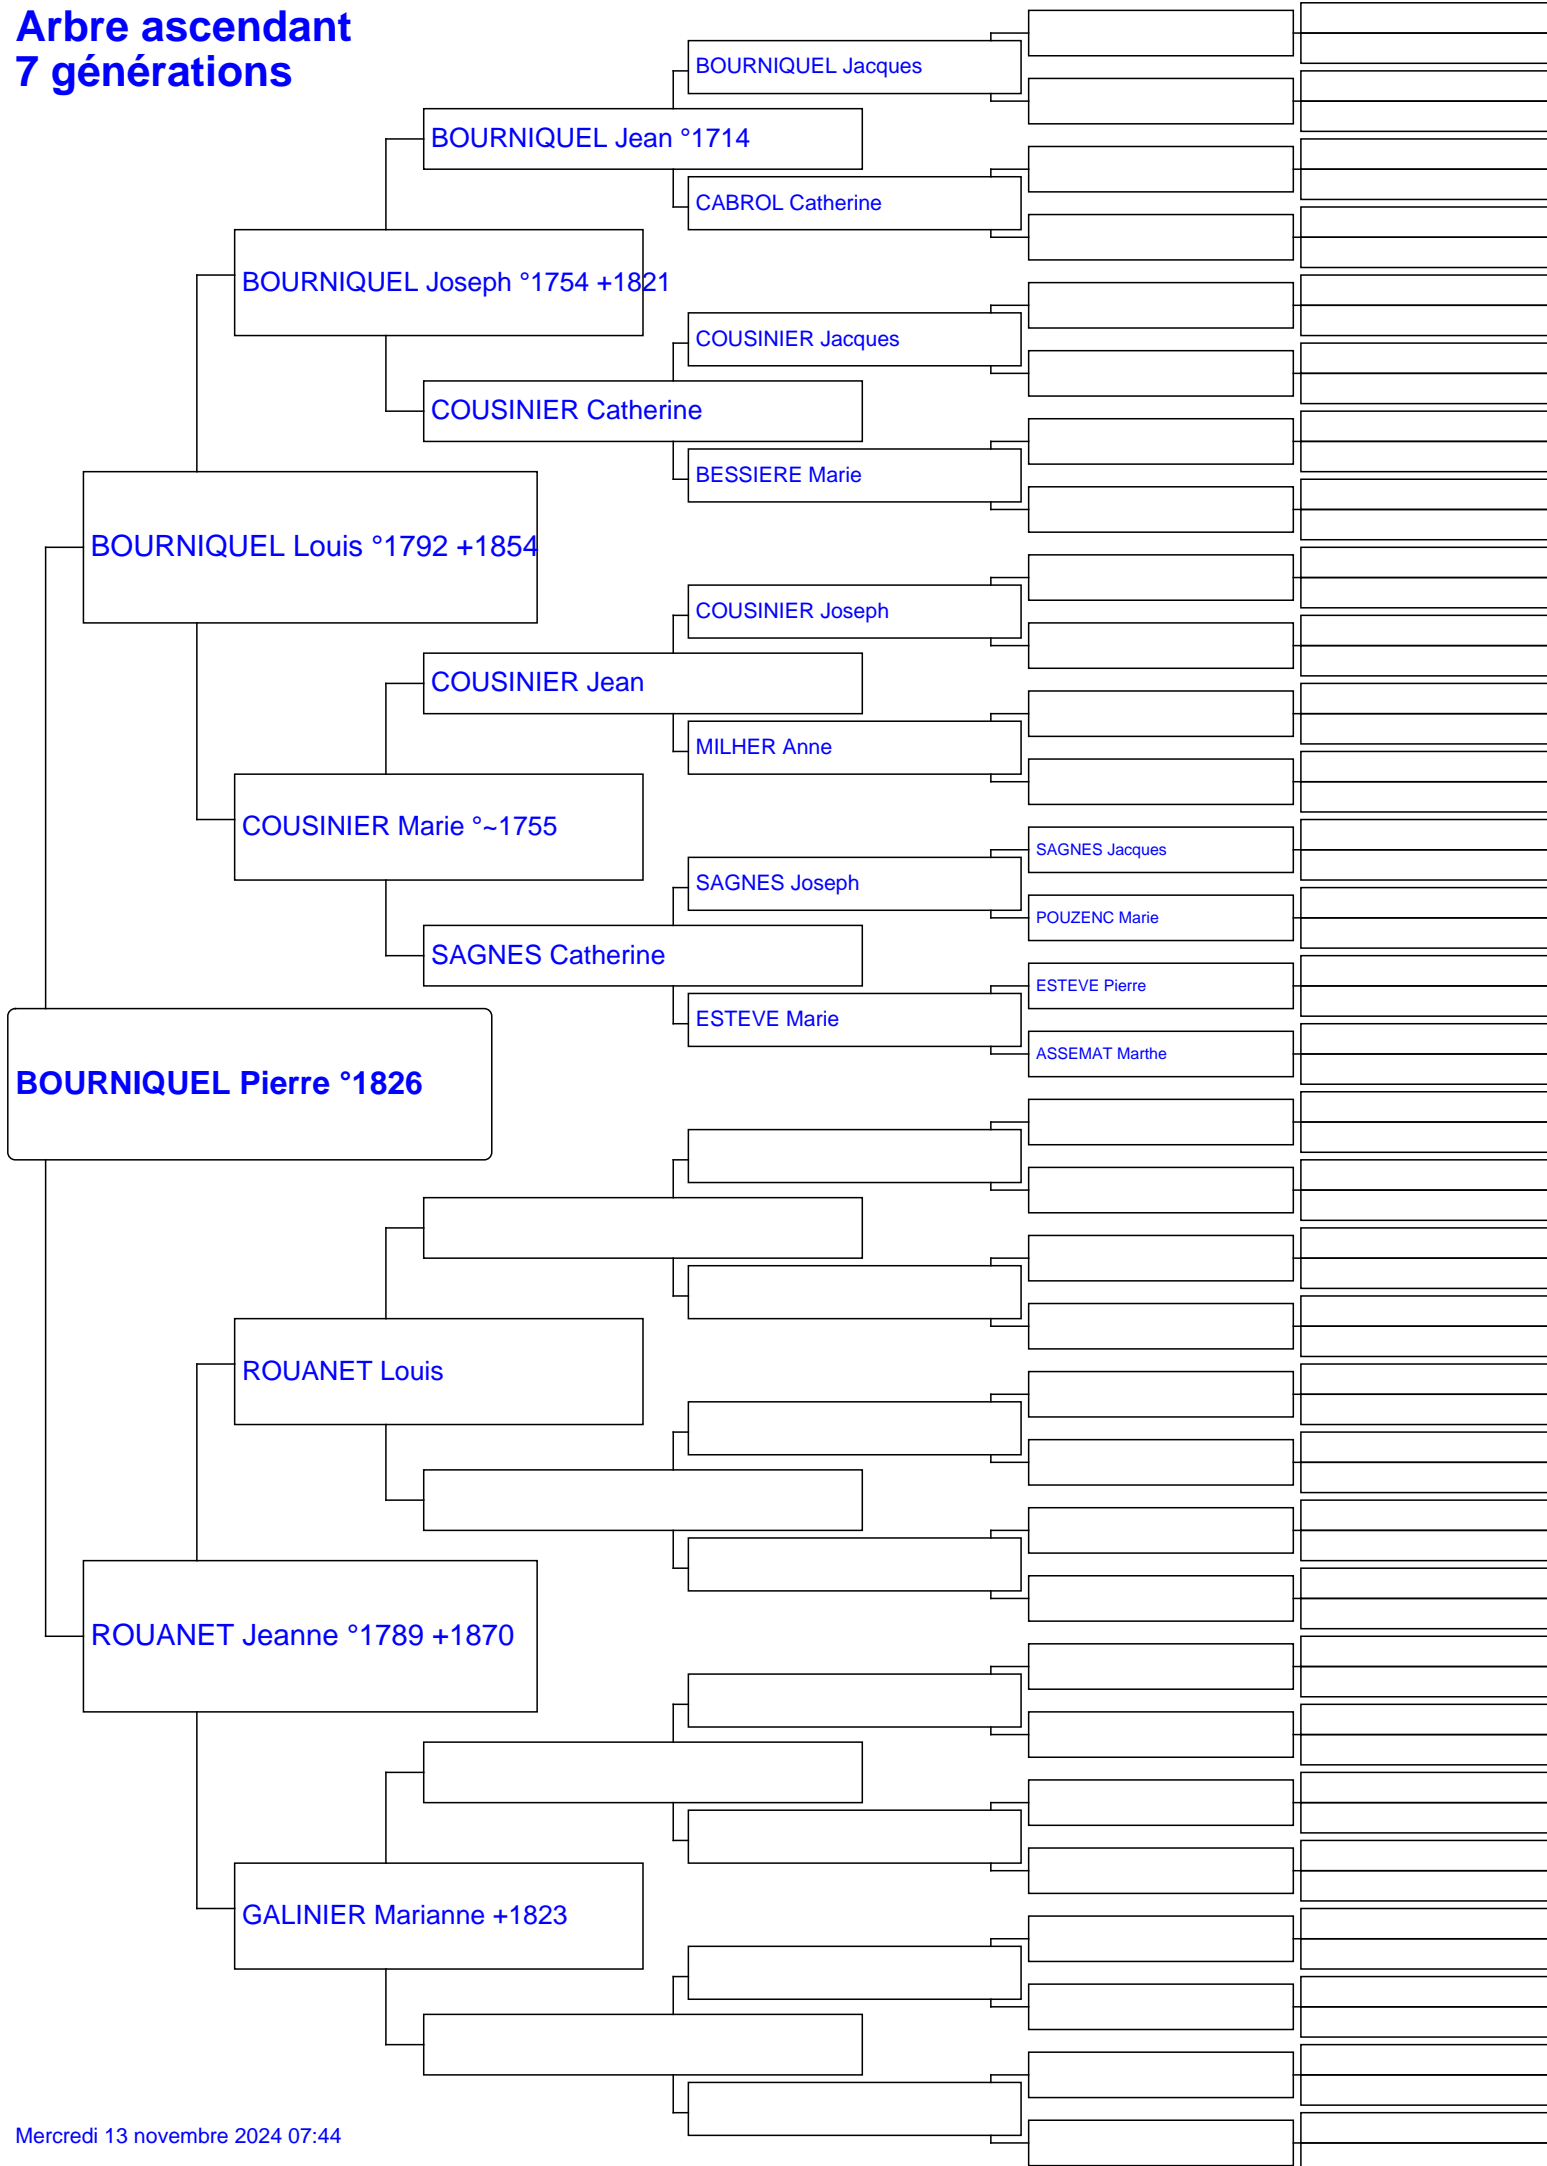 Arbre ascendant
7 générations
BOURNIQUEL Jacques
BOURNIQUEL Jean °1714
CABROL Catherine
BOURNIQUEL Joseph °1754 +1821
COUSINIER Jacques
COUSINIER Catherine
BESSIERE Marie
BOURNIQUEL Louis °1792 +1854
COUSINIER Joseph
COUSINIER Jean
MILHER Anne
COUSINIER Marie °~1755
SAGNES Jacques
SAGNES Joseph
POUZENC Marie
SAGNES Catherine
ESTEVE Pierre
ESTEVE Marie
ASSEMAT Marthe
BOURNIQUEL Pierre °1826
ROUANET Louis
ROUANET Jeanne °1789 +1870
GALINIER Marianne +1823
Mercredi 13 novembre 2024 07:44